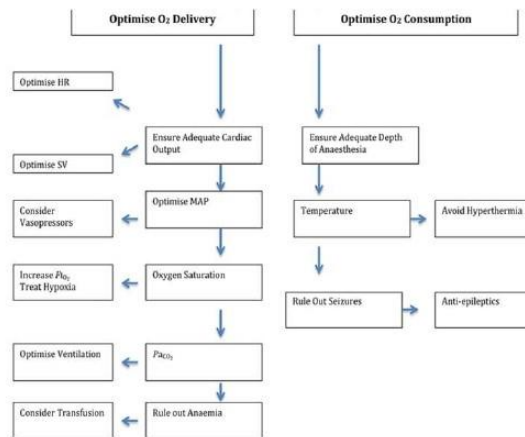 Optimise O₂ Delivery
Optimise O₂ Consumption
Optimise HR
Ensure Adequate Cardiac
Output
Ensure Adequate Depth
of Anaesthesia
Optimise SV
Optimise MAP
Consider
Vasopressors
Temperature
Avoid Hyperthermia
Increase FIO₂
Treat Hypoxia
Oxygen Saturation
Rule Out Seizures
Anti-epileptics
Optimise Ventilation
PaCO₂
Consider Transfusion
Rule out Anaemia